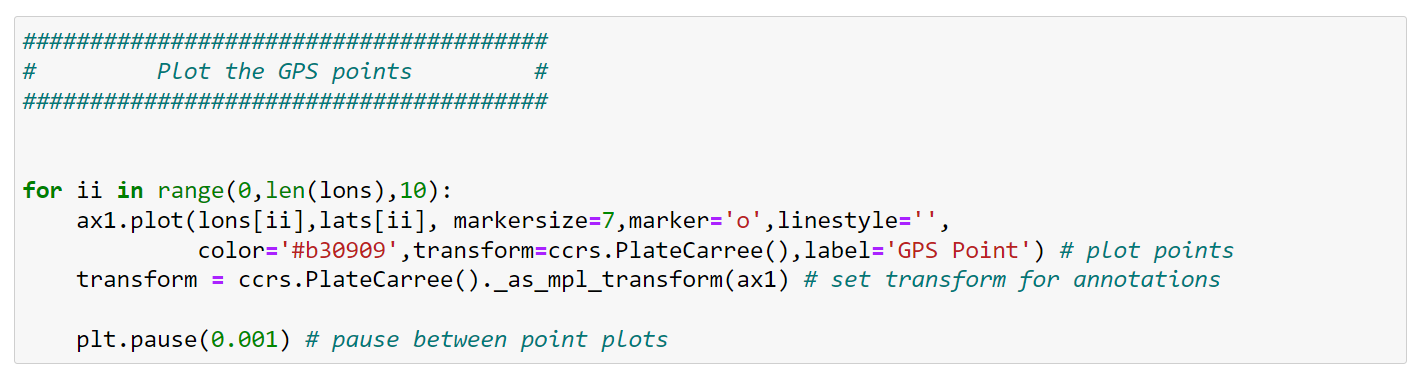 #######################################
#         Plot the GPS points         #
#######################################
for ii in range(0,len(lons),10):
    ax1.plot(lons[ii],lats[ii], markersize=7,marker='o',linestyle='',
             color='#b30909',transform=ccrs.PlateCarree(),label='GPS Point') # plot points
    transform = ccrs.PlateCarree()._as_mpl_transform(ax1) # set transform for annotations
    plt.pause(0.001) # pause between point plots